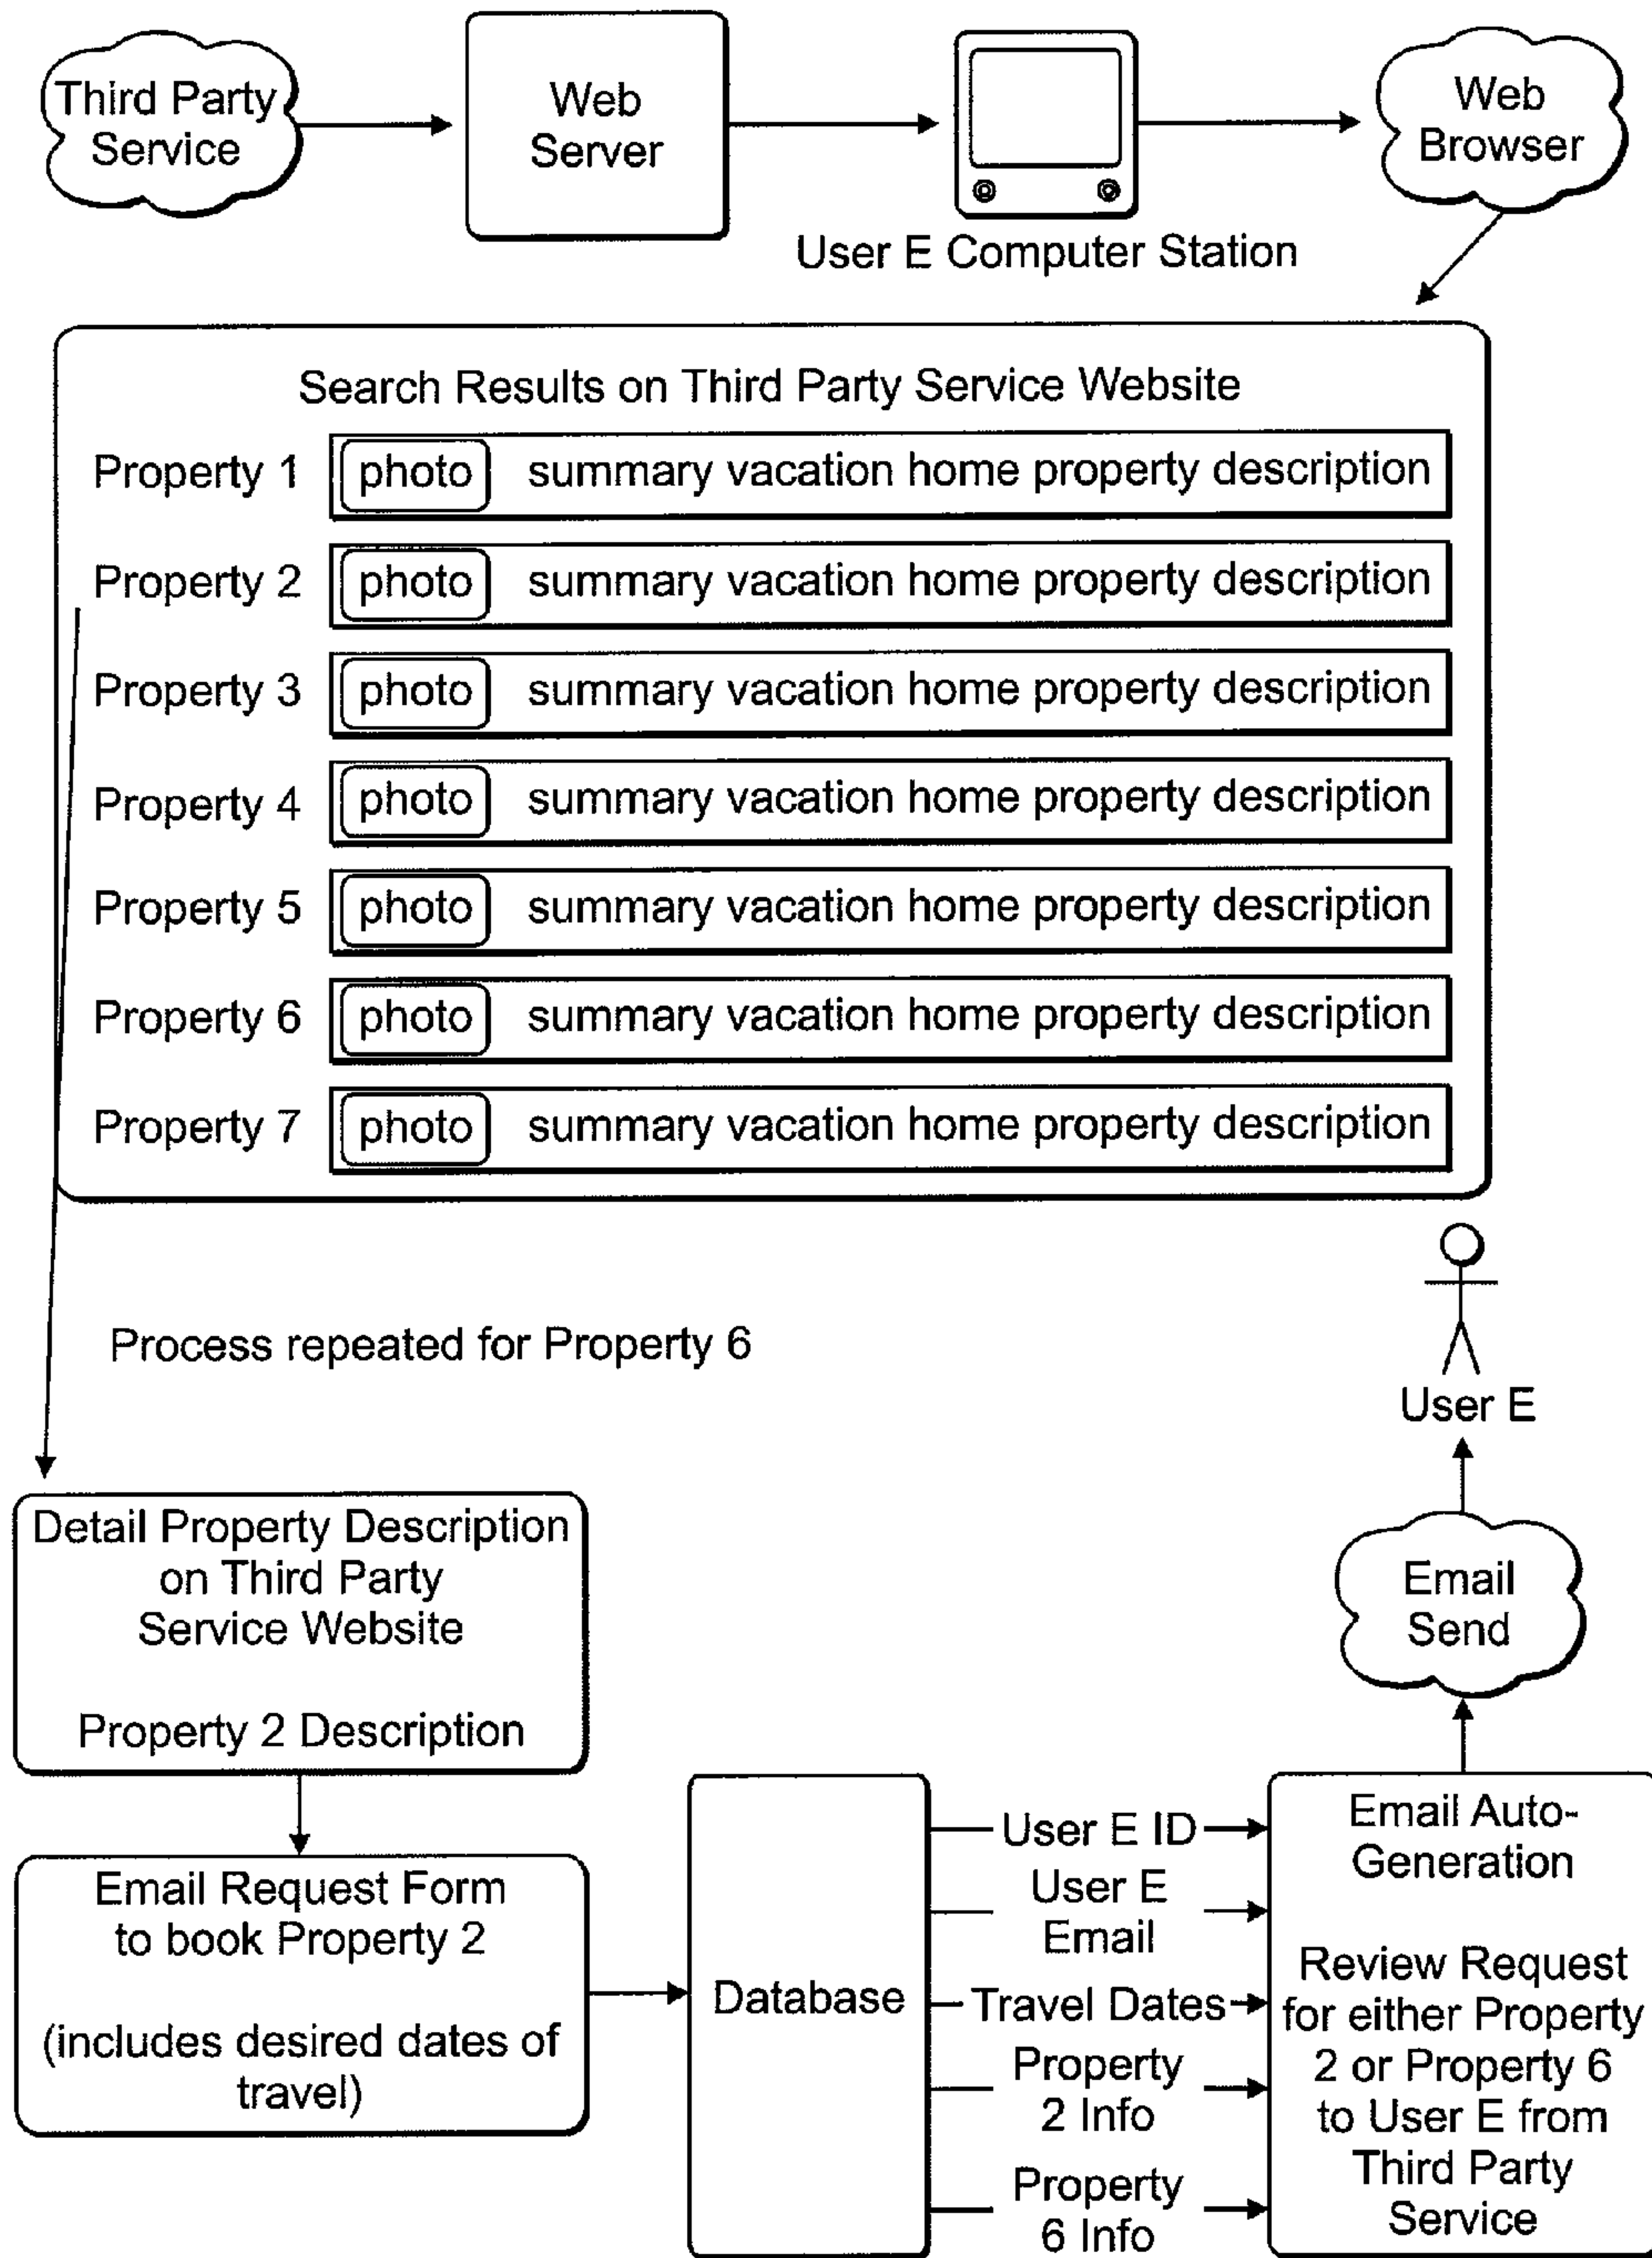 Third Party
Service
Web
Server
User E Computer Station
Web
Browser
Search Results on Third Party Service Website
Property 1 photo summary vacation home property description
Property 2 photo summary vacation home property description
Property 3 photo summary vacation home property description
Property 4 photo summary vacation home property description
Property 5 photo summary vacation home property description
Property 6 photo summary vacation home property description
Property 7 photo summary vacation home property description
Process repeated for Property 6
User E
Email
Send
Detail Property Description
on Third Party
Service Website
Property 2 Description
Email Request Form
to book Property 2
(includes desired dates of
travel)
Database
User E ID
User E
Email
Travel Dates
Property
2 Info
Property
6 Info
Email Auto-
Generation
Review Request
for either Property
2 or Property 6
to User E from
Third Party
Service